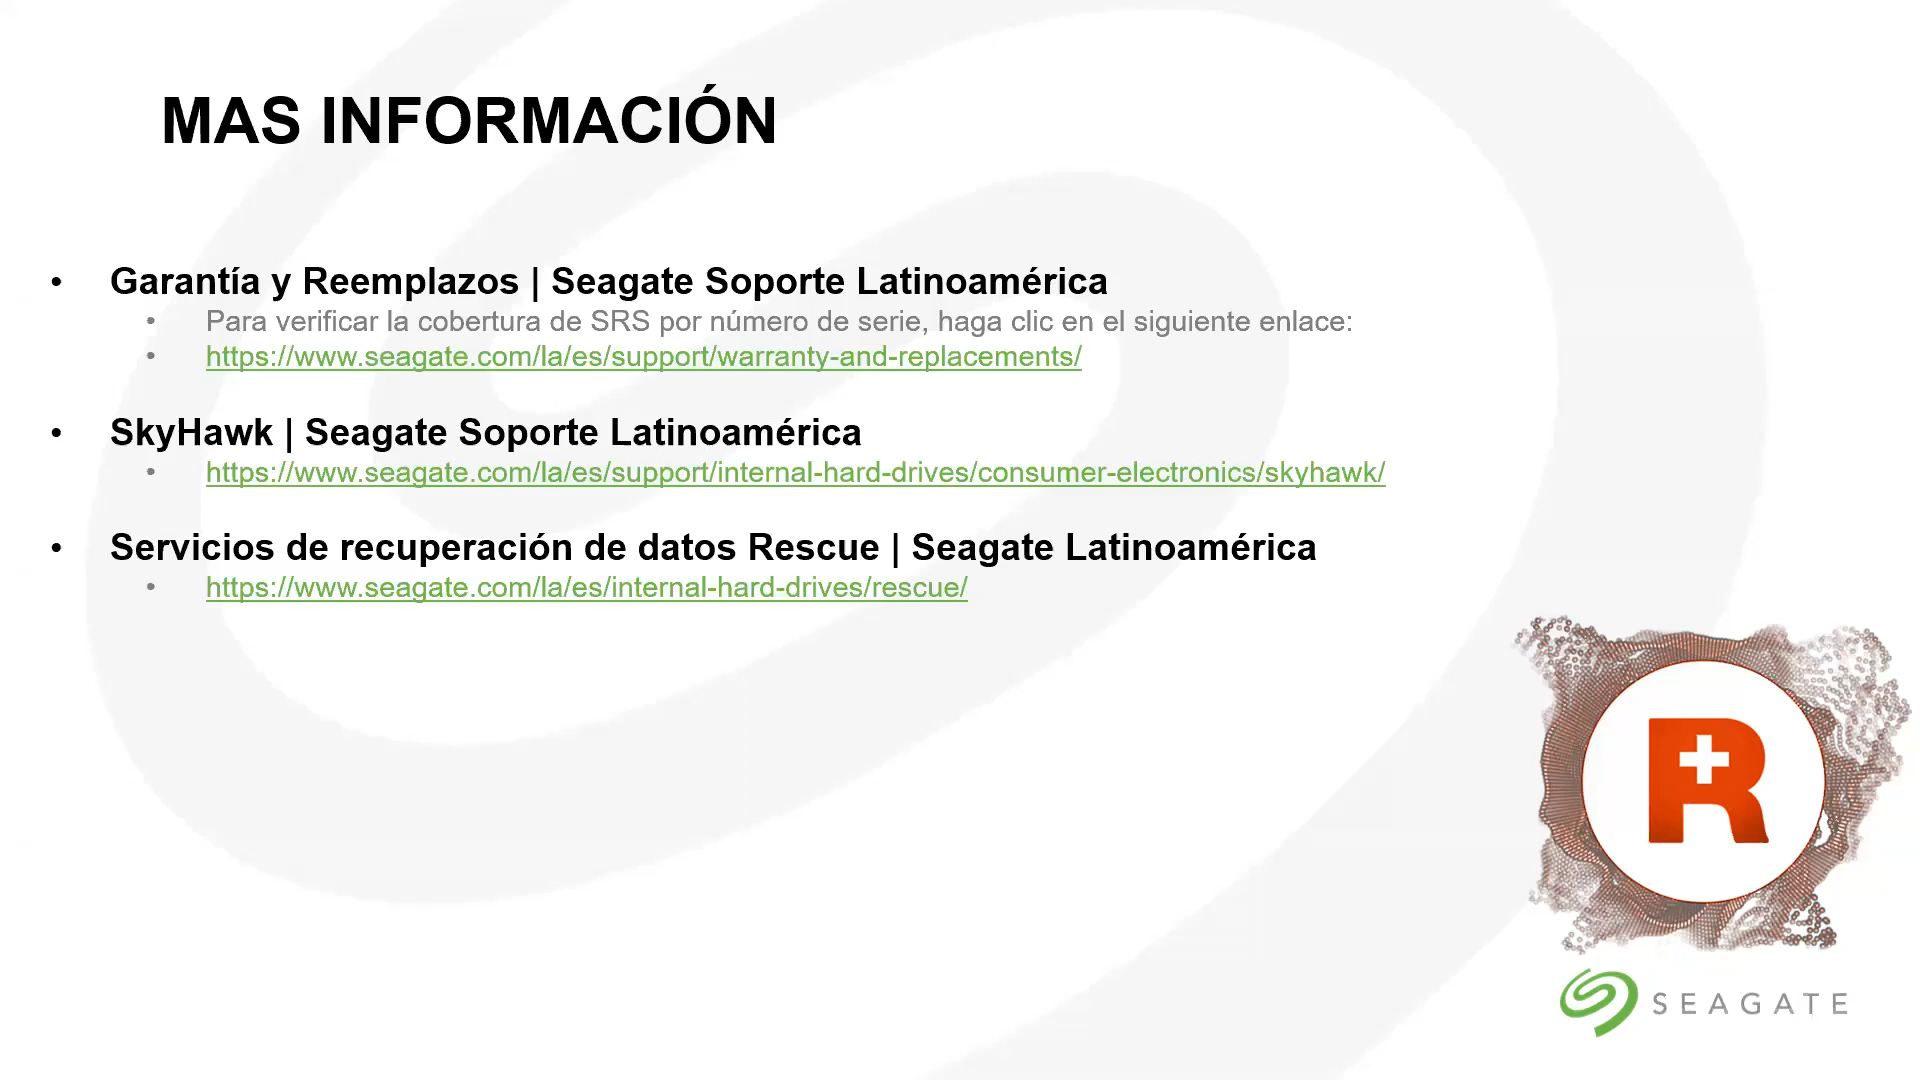 MAS INFORMACIÓN
• Garantía y Reemplazos | Seagate Soporte Latinoamérica
• Para verificar la cobertura de SRS por número de serie, haga clic en el siguiente enlace:
• https://www.seagate.com/la/es/support/warranty-and-replacements/
• SkyHawk | Seagate Soporte Latinoamérica
• https://www.seagate.com/la/es/support/internal-hard-drives/consumer-electronics/skyhawk/
• Servicios de recuperación de datos Rescue | Seagate Latinoamérica
• https://www.seagate.com/la/es/internal-hard-drives/rescue/
R
SEAGATE